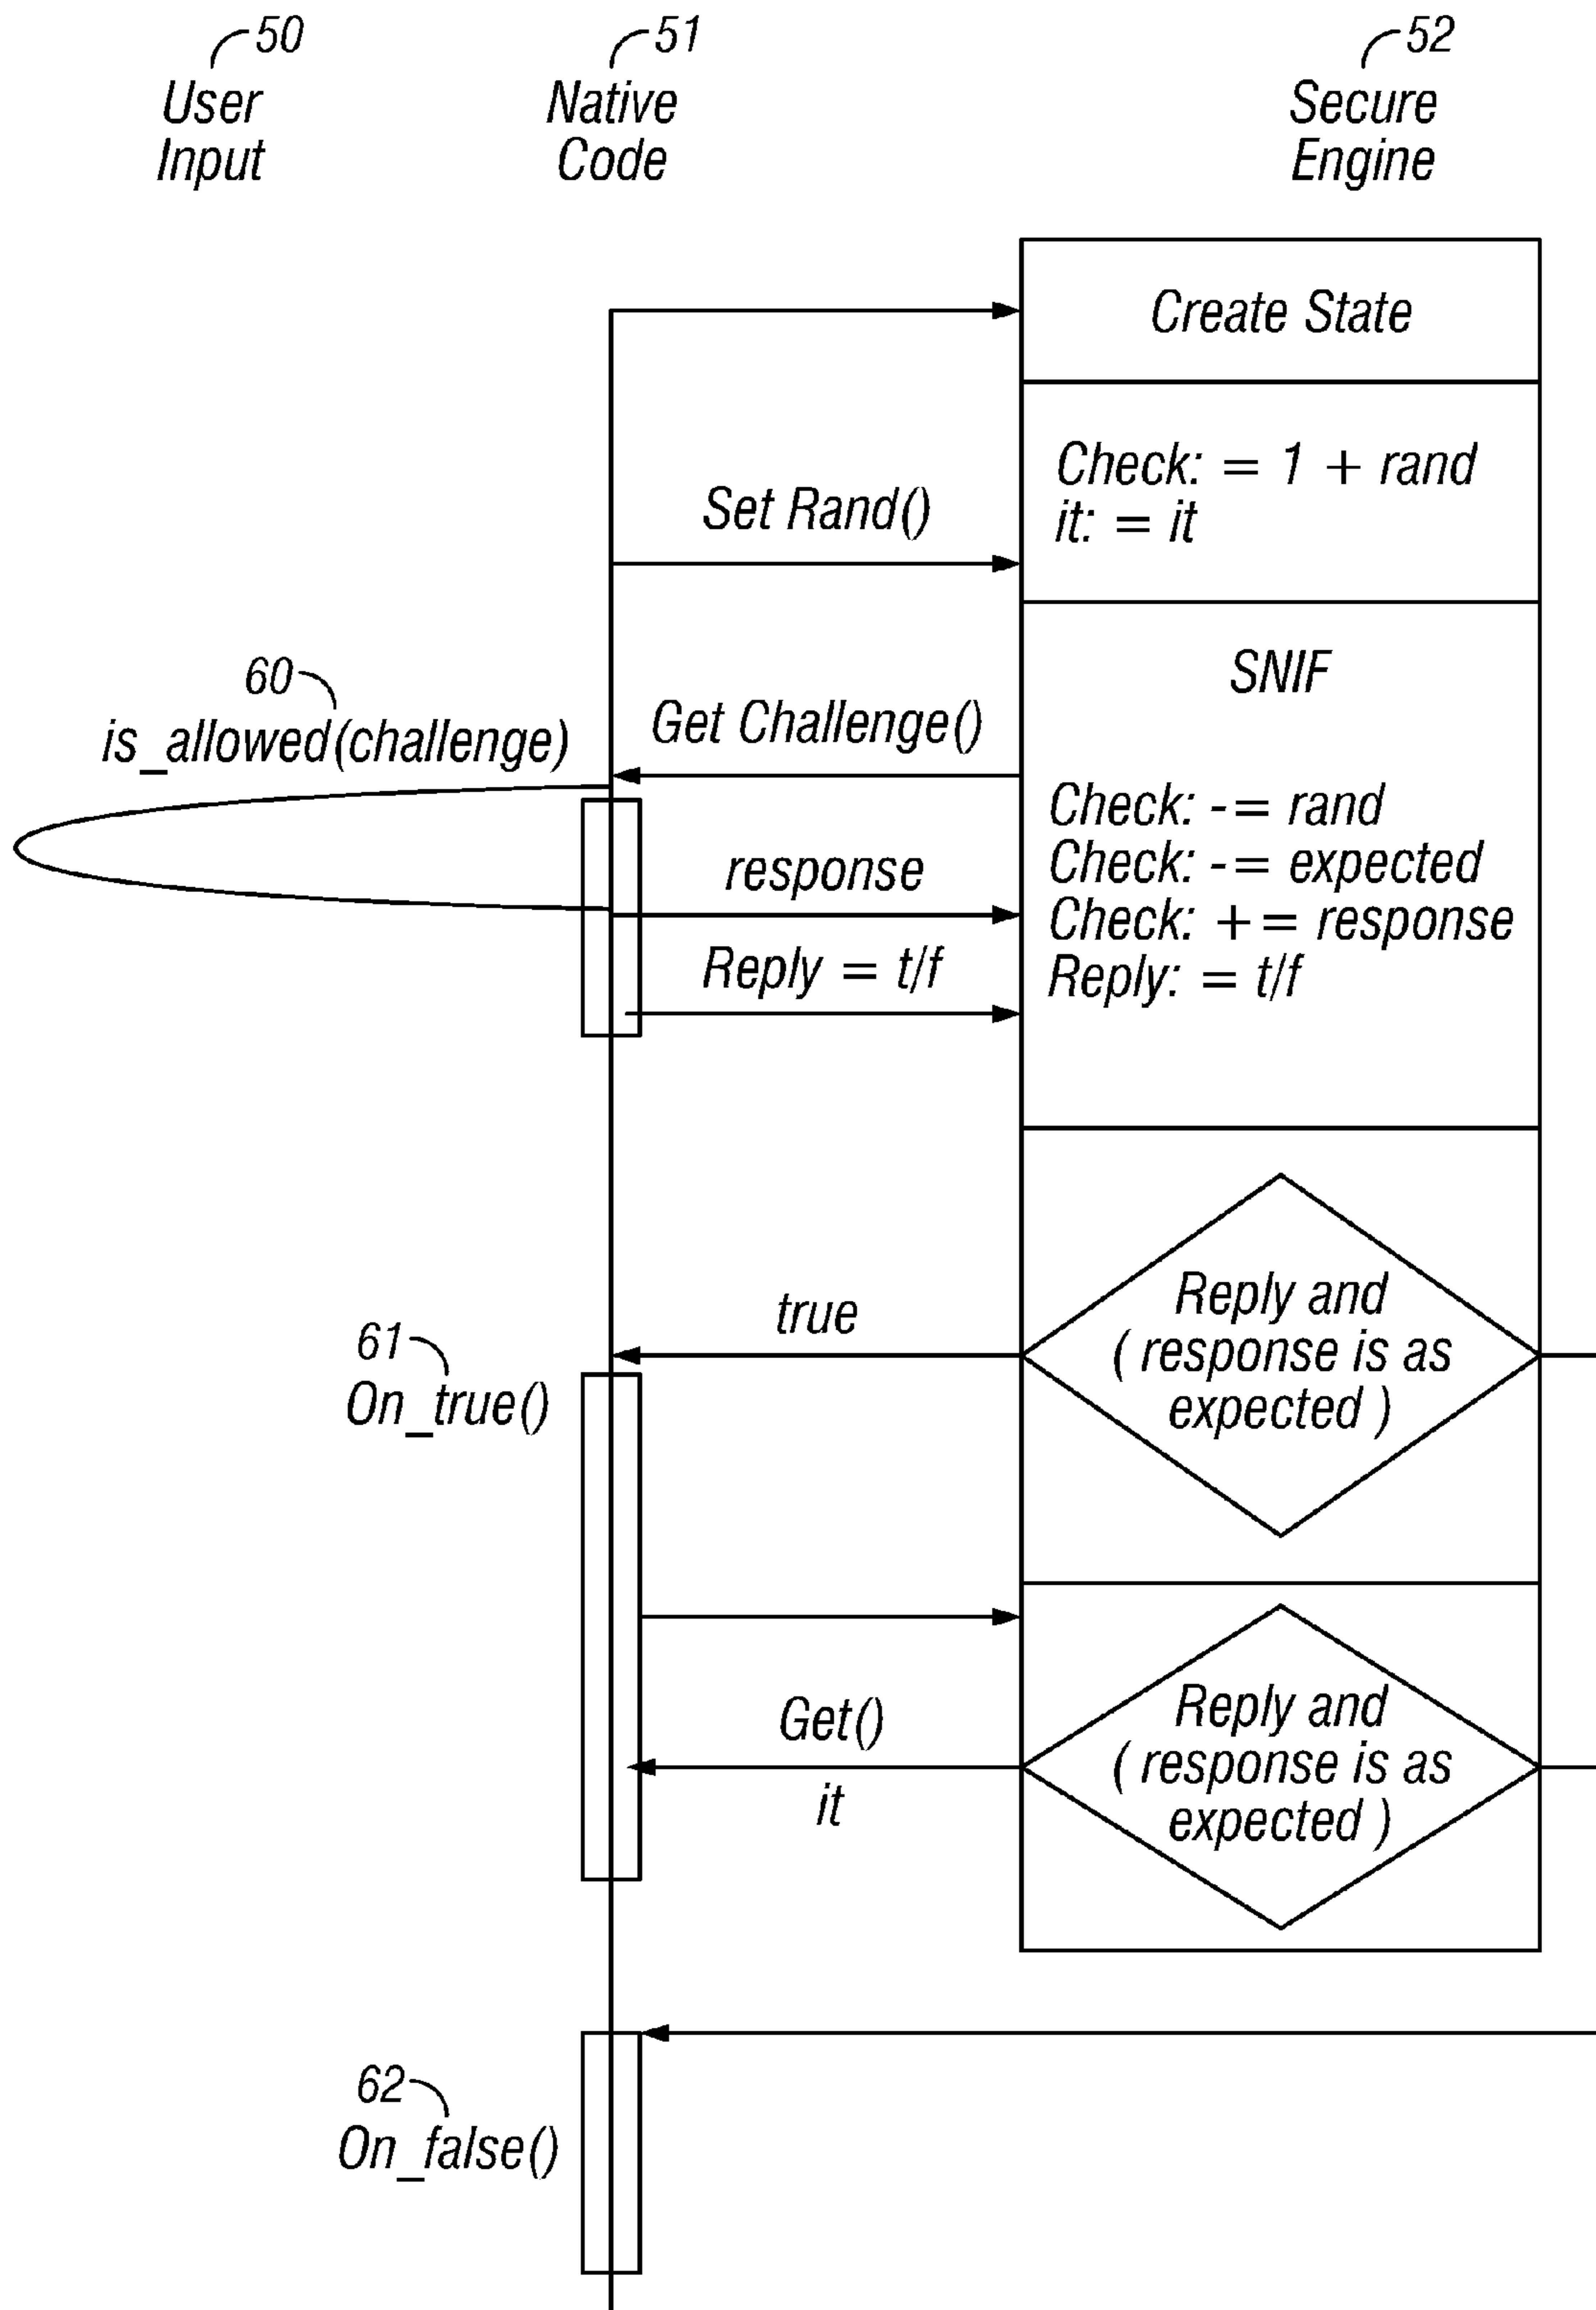 50
User
Input
51
Native
Code
52
Secure
Engine
Create State
Check: = 1 + rand
it: = it
Set Rand()
SNIF
60
is_allowed(challenge)
Get Challenge()
Check: -= rand
Check: -= expected
Check: += response
Reply: = t/f
response
Reply = t/f
true
Reply and
( response is as
expected )
61
On_true()
Get()
it
Reply and
( response is as
expected )
62
On_false()